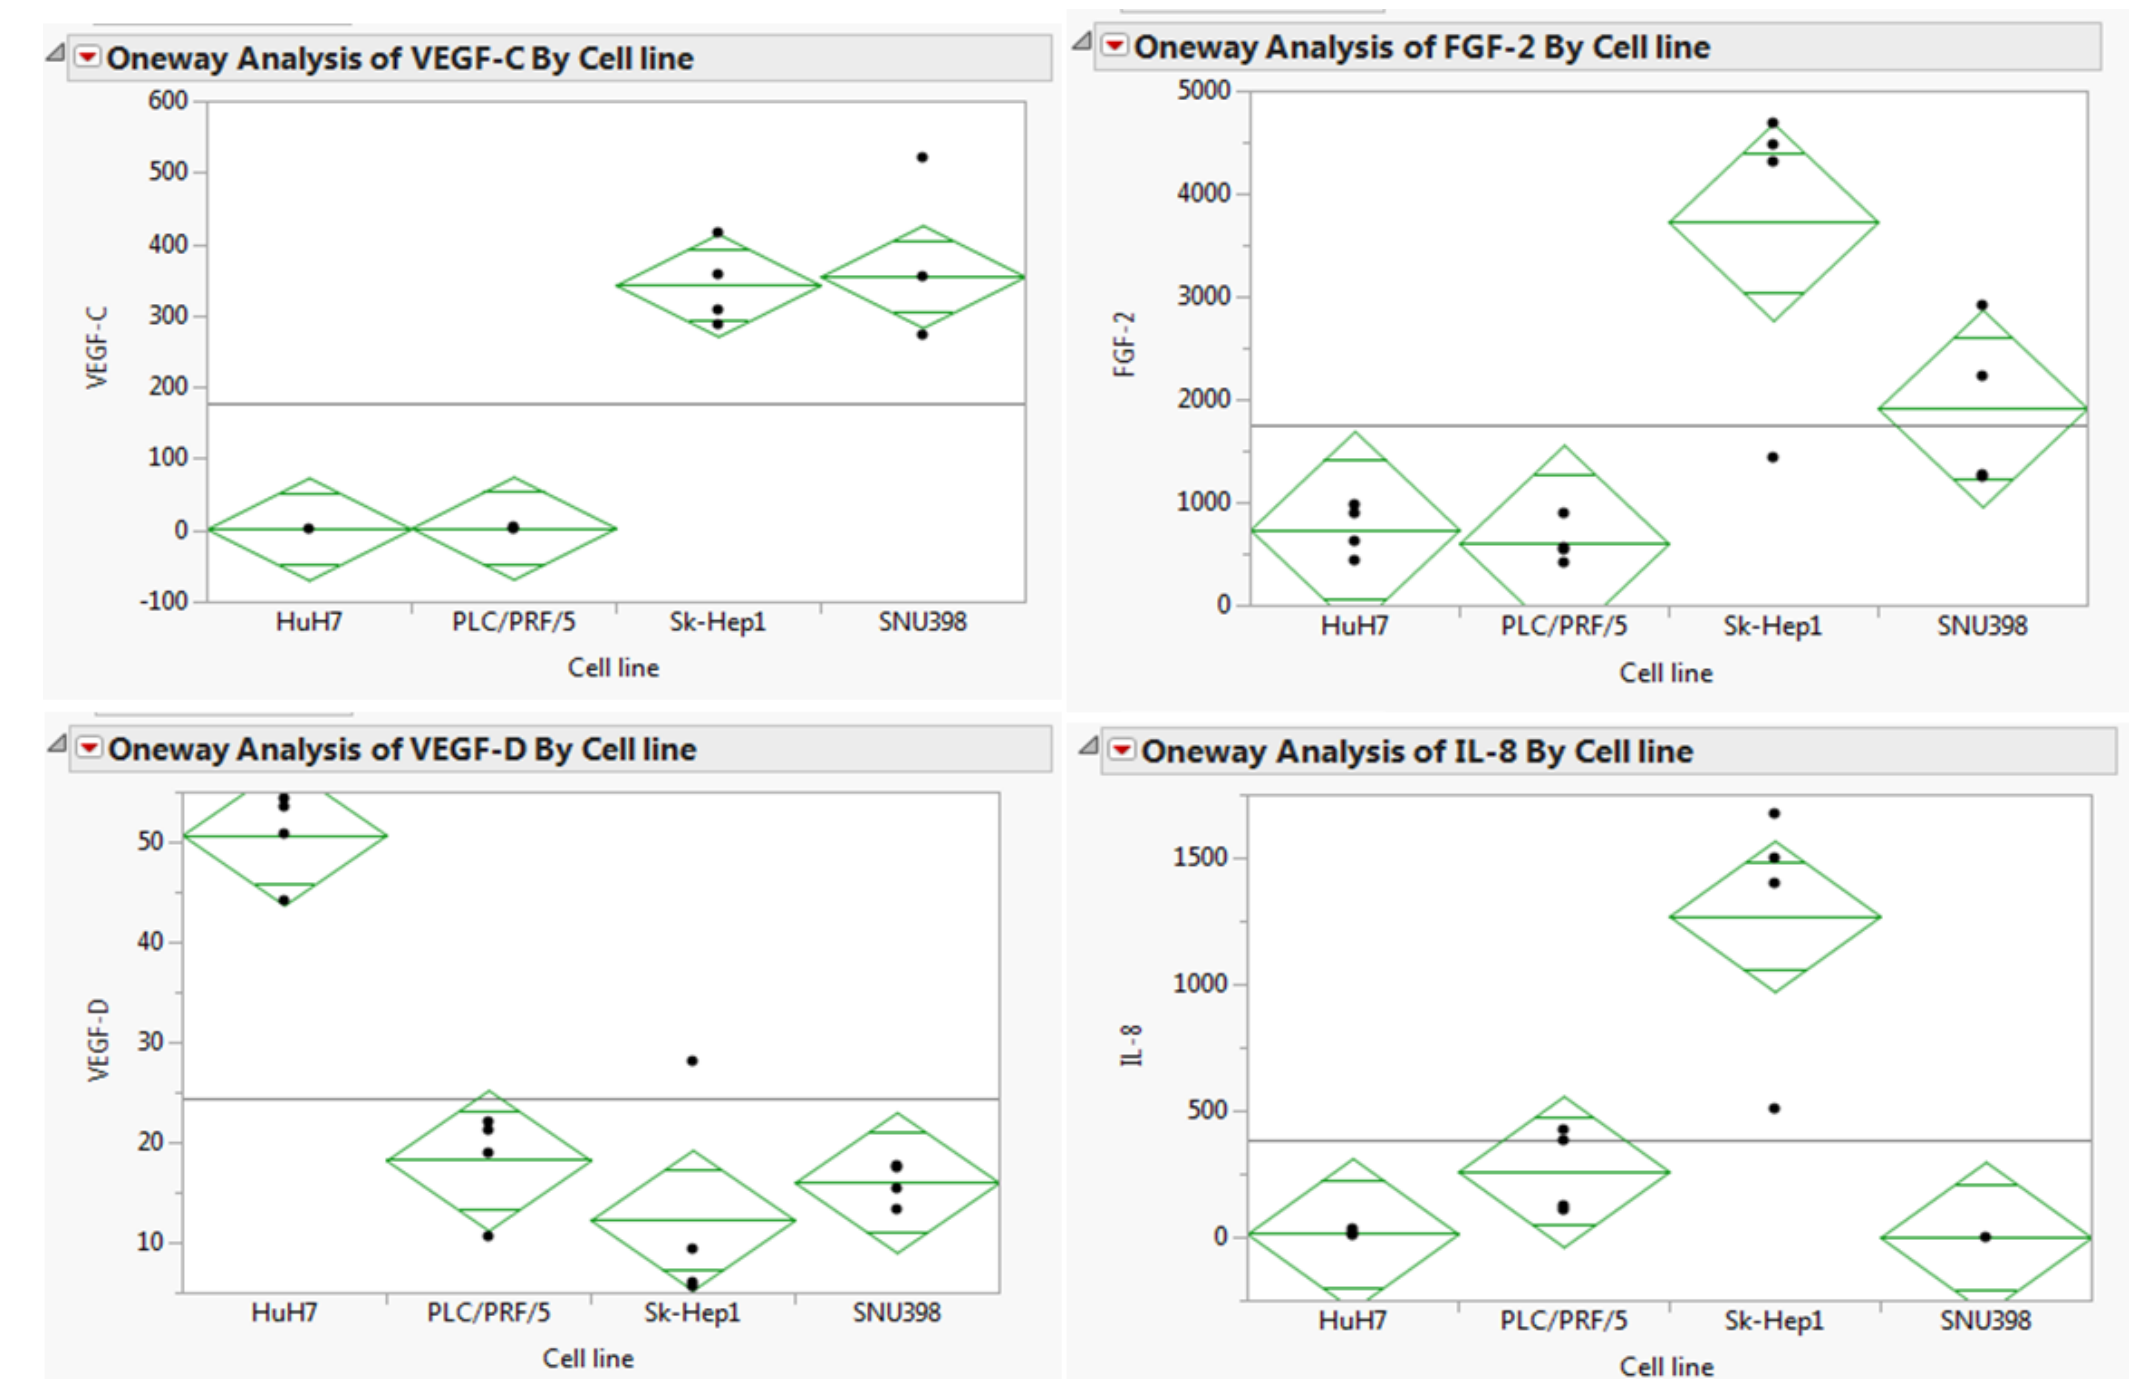 Oneway Analysis of VEGF-C By Cell line
600
500
400
300
200
100
0
-100
VEGF-C
HuH7 PLC/PRF/5 Sk-Hep1 SNU398
Cell line
Oneway Analysis of FGF-2 By Cell line
5000
4000
3000
2000
1000
0
FGF-2
HuH7 PLC/PRF/5 Sk-Hep1 SNU398
Cell line
Oneway Analysis of VEGF-D By Cell line
50
40
30
20
10
VEGF-D
HuH7 PLC/PRF/5 Sk-Hep1 SNU398
Cell line
Oneway Analysis of IL-8 By Cell line
1500
1000
500
0
IL-8
HuH7 PLC/PRF/5 Sk-Hep1 SNU398
Cell line